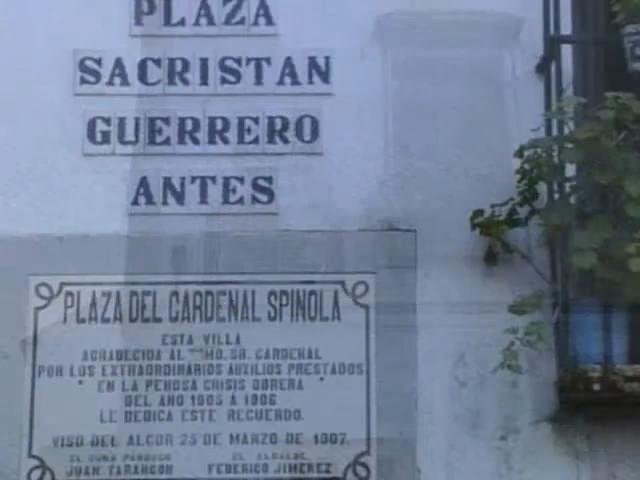 PLAZA
SACRISTAN
GUERRERO
ANTES
PLAZA DEL CARDENAL SPINOLA
ESTA VILLA
AGRADECIDA AL MO. SR. CARDENAL
POR LOS EXTRAORDINARIOS AUXILIOS PRESTADOS
EN LA PENOSA CRISIS OBRERA
DEL AÑO 1905 A 1906
LE DEDICA ESTE RECUERDO.
VISO DEL ALCOR 25 DE MARZO DE 1907.
EL CURA PARROCO EL ALCALDE
JUAN TARANCON FEDERICO JIMENEZ